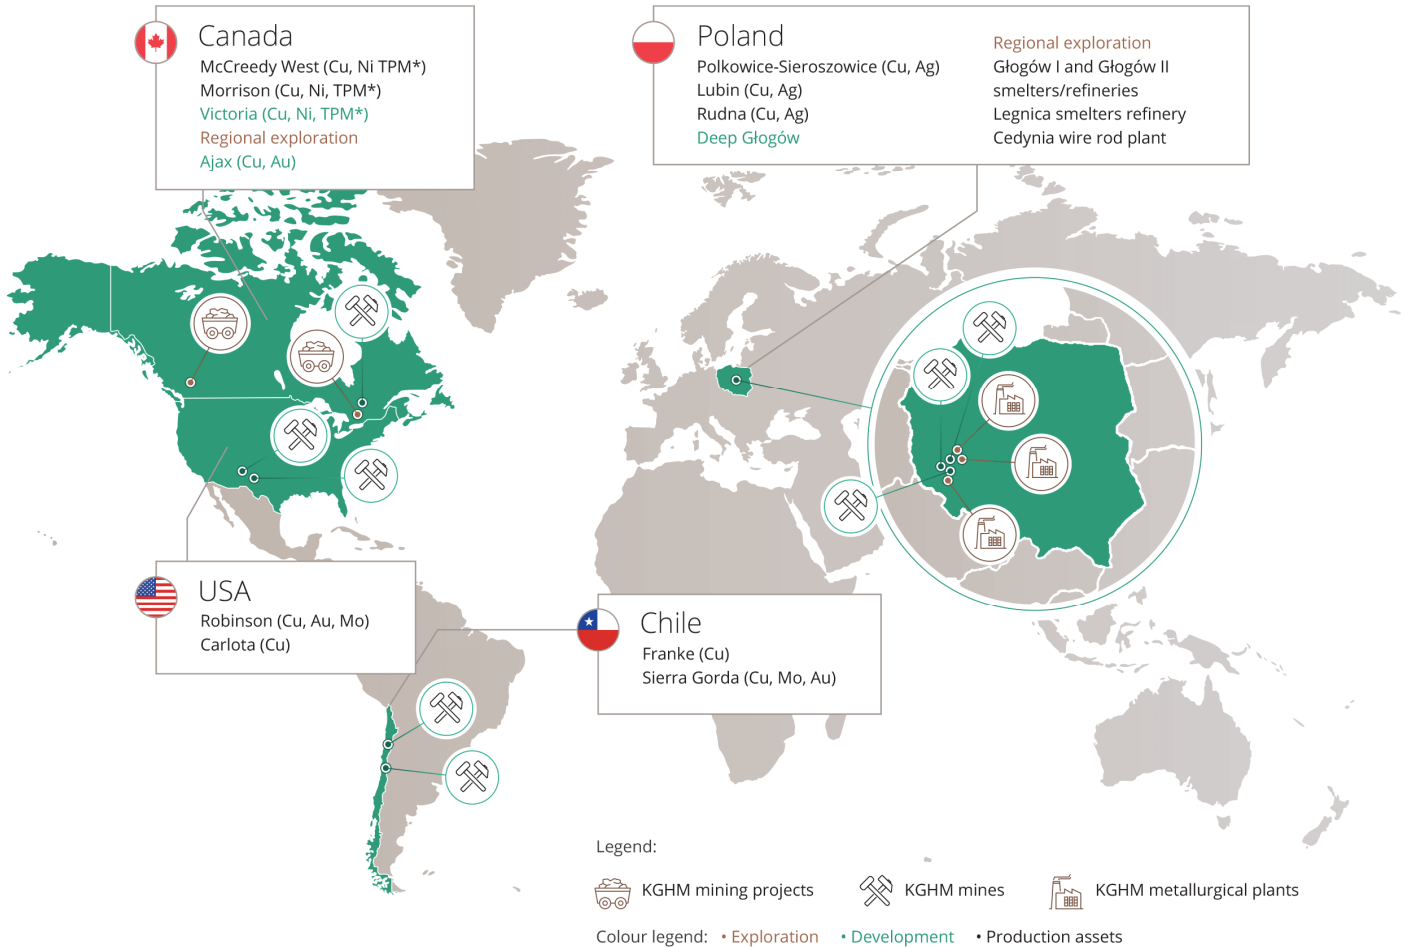 Canada
McCreedy West (Cu, Ni TPM*)
Morrison (Cu, Ni, TPM*)
Victoria (Cu, Ni, TPM*)
Regional exploration
Ajax (Cu, Au)
Poland
Polkowice-Sieroszowice (Cu, Ag)
Lubin (Cu, Ag)
Rudna (Cu, Ag)
Deep Głogów
Regional exploration
Głogów I and Głogów II
smelters/refineries
Legnica smelters refinery
Cedynia wire rod plant
USA
Robinson (Cu, Au, Mo)
Carlota (Cu)
Chile
Franke (Cu)
Sierra Gorda (Cu, Mo, Au)
Legend:
KGHM mining projects
KGHM mines
KGHM metallurgical plants
Colour legend: • Exploration • Development • Production assets